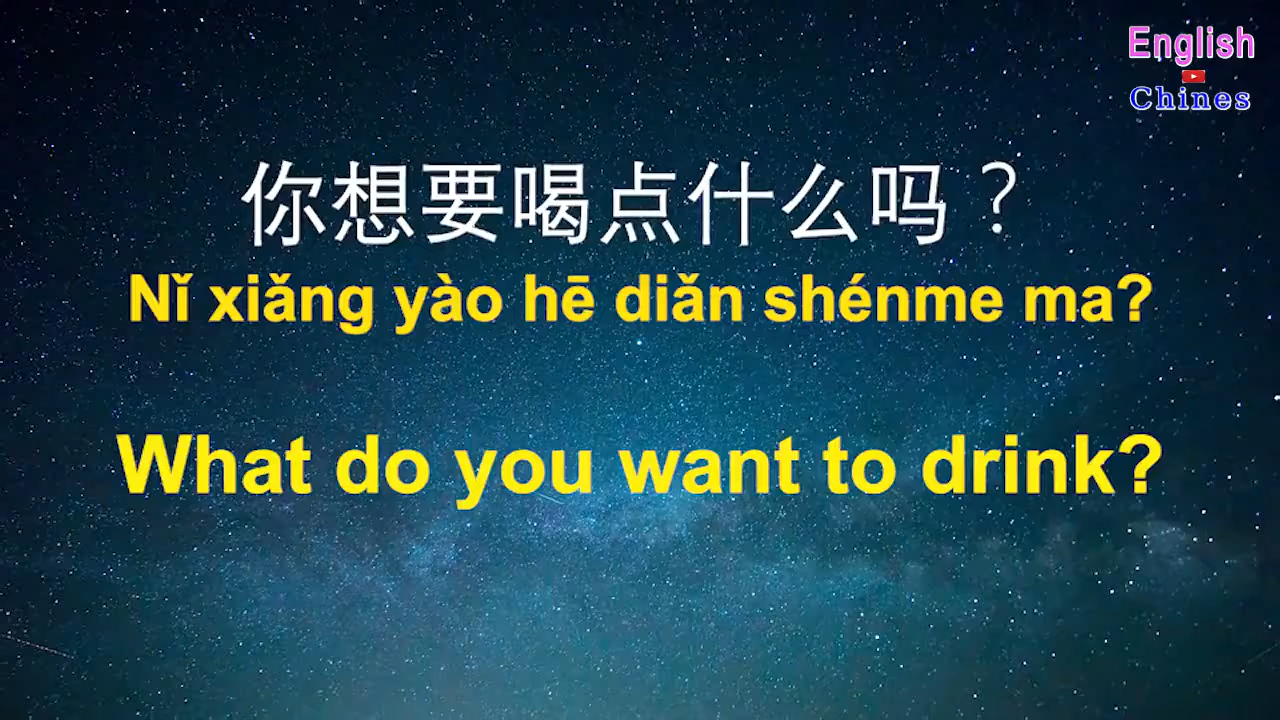 English
Chines
你想要喝点什么吗？
Nǐ xiǎng yào hē diǎn shénme ma?
What do you want to drink?